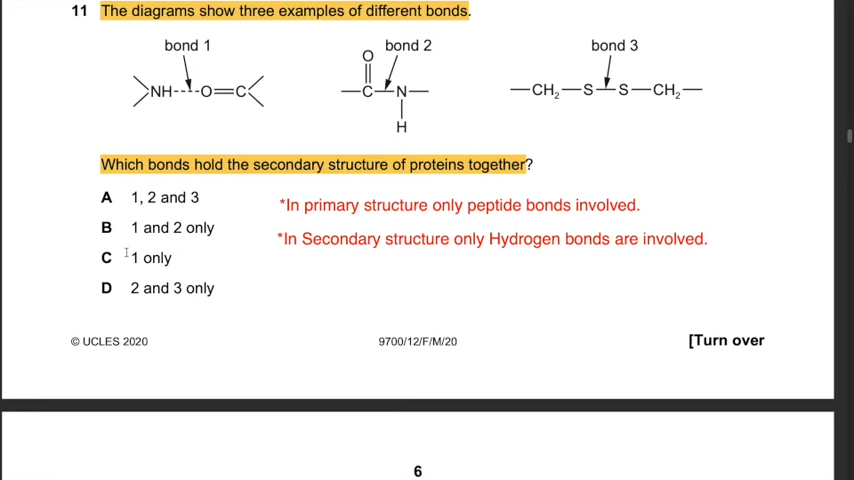 11 The diagrams show three examples of different bonds.
bond 1 bond 2 bond 3
O
NH O C
C N
CH2 S S CH2
H
Which bonds hold the secondary structure of proteins together?
A 1, 2 and 3
*In primary structure only peptide bonds involved.
B 1 and 2 only
*In Secondary structure only Hydrogen bonds are involved.
C 1 only
D 2 and 3 only
© UCLES 2020 9700/12/F/M/20 [Turn over
6